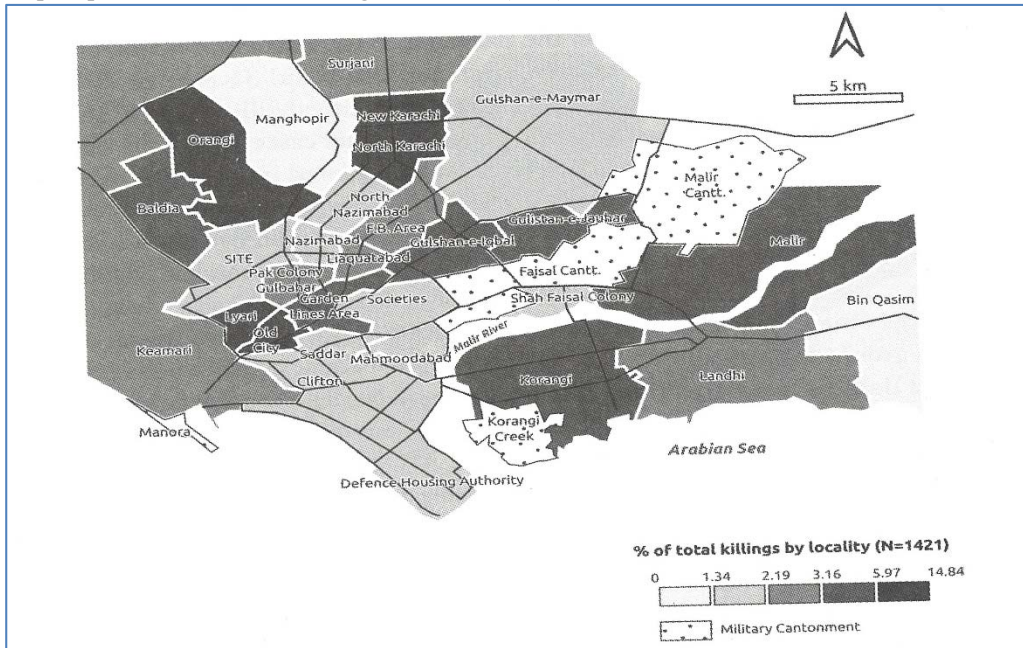 Surjani
Gulshan-e-Maymar
5 km
Manghopir
New Karachi
Orangi
North Karachi
Malir
Cantt.
Baldia
North
Nazimabad
F.B. Area
Gulistan-e-Jauhar
Nazimabad
Gulshan-e-Iqbal
Malir
SITE
Liaquatabad
Pak Colony
Faisal Cantt.
Gulbahar
Garden
Societies
Shah Faisal Colony
Bin Qasim
Lyari
Lines Area
Old
City
Malir River
Keamari
Saddar
Mahmoodabad
Clifton
Korangi
Landhi
Manora
Korangi
Creek
Arabian Sea
Defence Housing Authority
% of total killings by locality (N=1421)
0 1.34 2.19 3.16 5.97 14.84
Military Cantonment